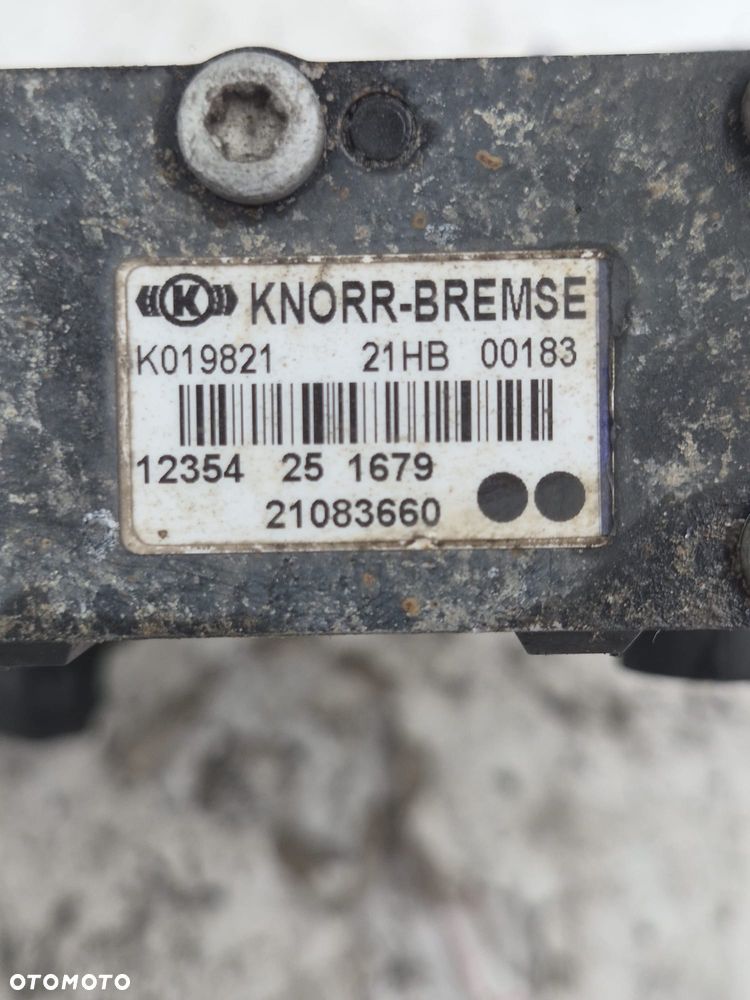 K KNORR-BREMSE
K019821 21HB 00183
12354 25 1679
21083660
OTOMOTO